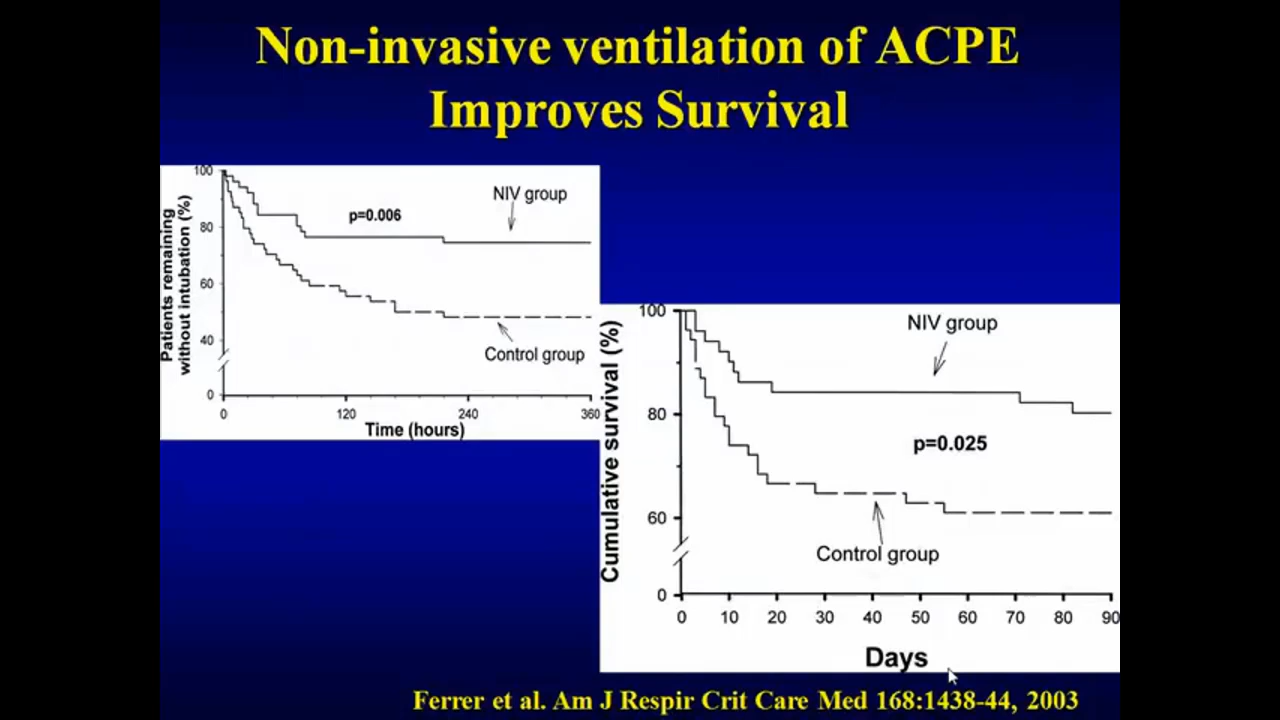 Non-invasive ventilation of ACPE
Improves Survival
Patients remaining
without intubation (%)
100
80
60
40
0
NIV group
p=0.006
Control group
0 120 240 360
Time (hours)
Cumulative survival (%)
100
80
60
0
NIV group
p=0.025
Control group
0 10 20 30 40 50 60 70 80 90
Days
Ferrer et al. Am J Respir Crit Care Med 168:1438-44, 2003